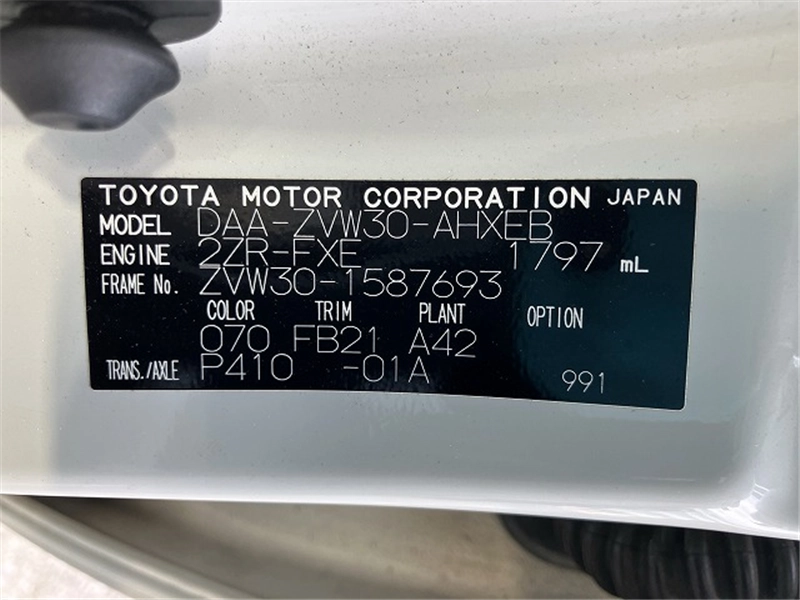 TOYOTA MOTOR CORPORATION JAPAN
MODEL DAA-ZVW30-AHXEB
ENGINE 2ZR-FXE 1797 mL
FRAME No. ZVW30-1587693
COLOR TRIM PLANT OPTION
070 FB21 A42
TRANS./AXLE P410 -01A 991